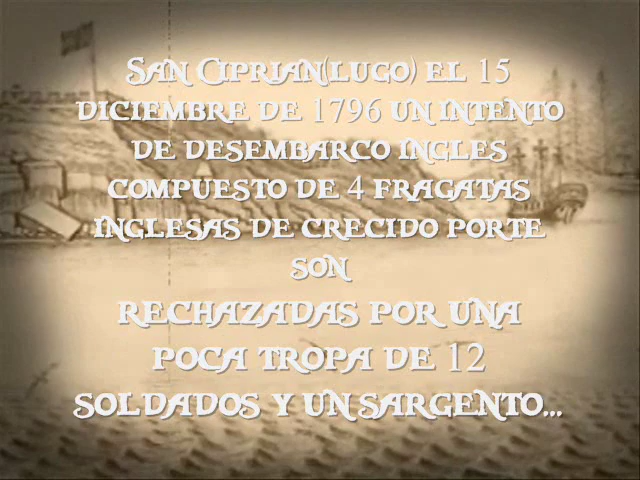 San Ciprian(lugo) el 15
diciembre de 1796 un intento
de desembarco ingles
compuesto de 4 fragatas
inglesas de crecido porte
son
rechazadas por una
poca tropa de 12
soldados y un sargento...